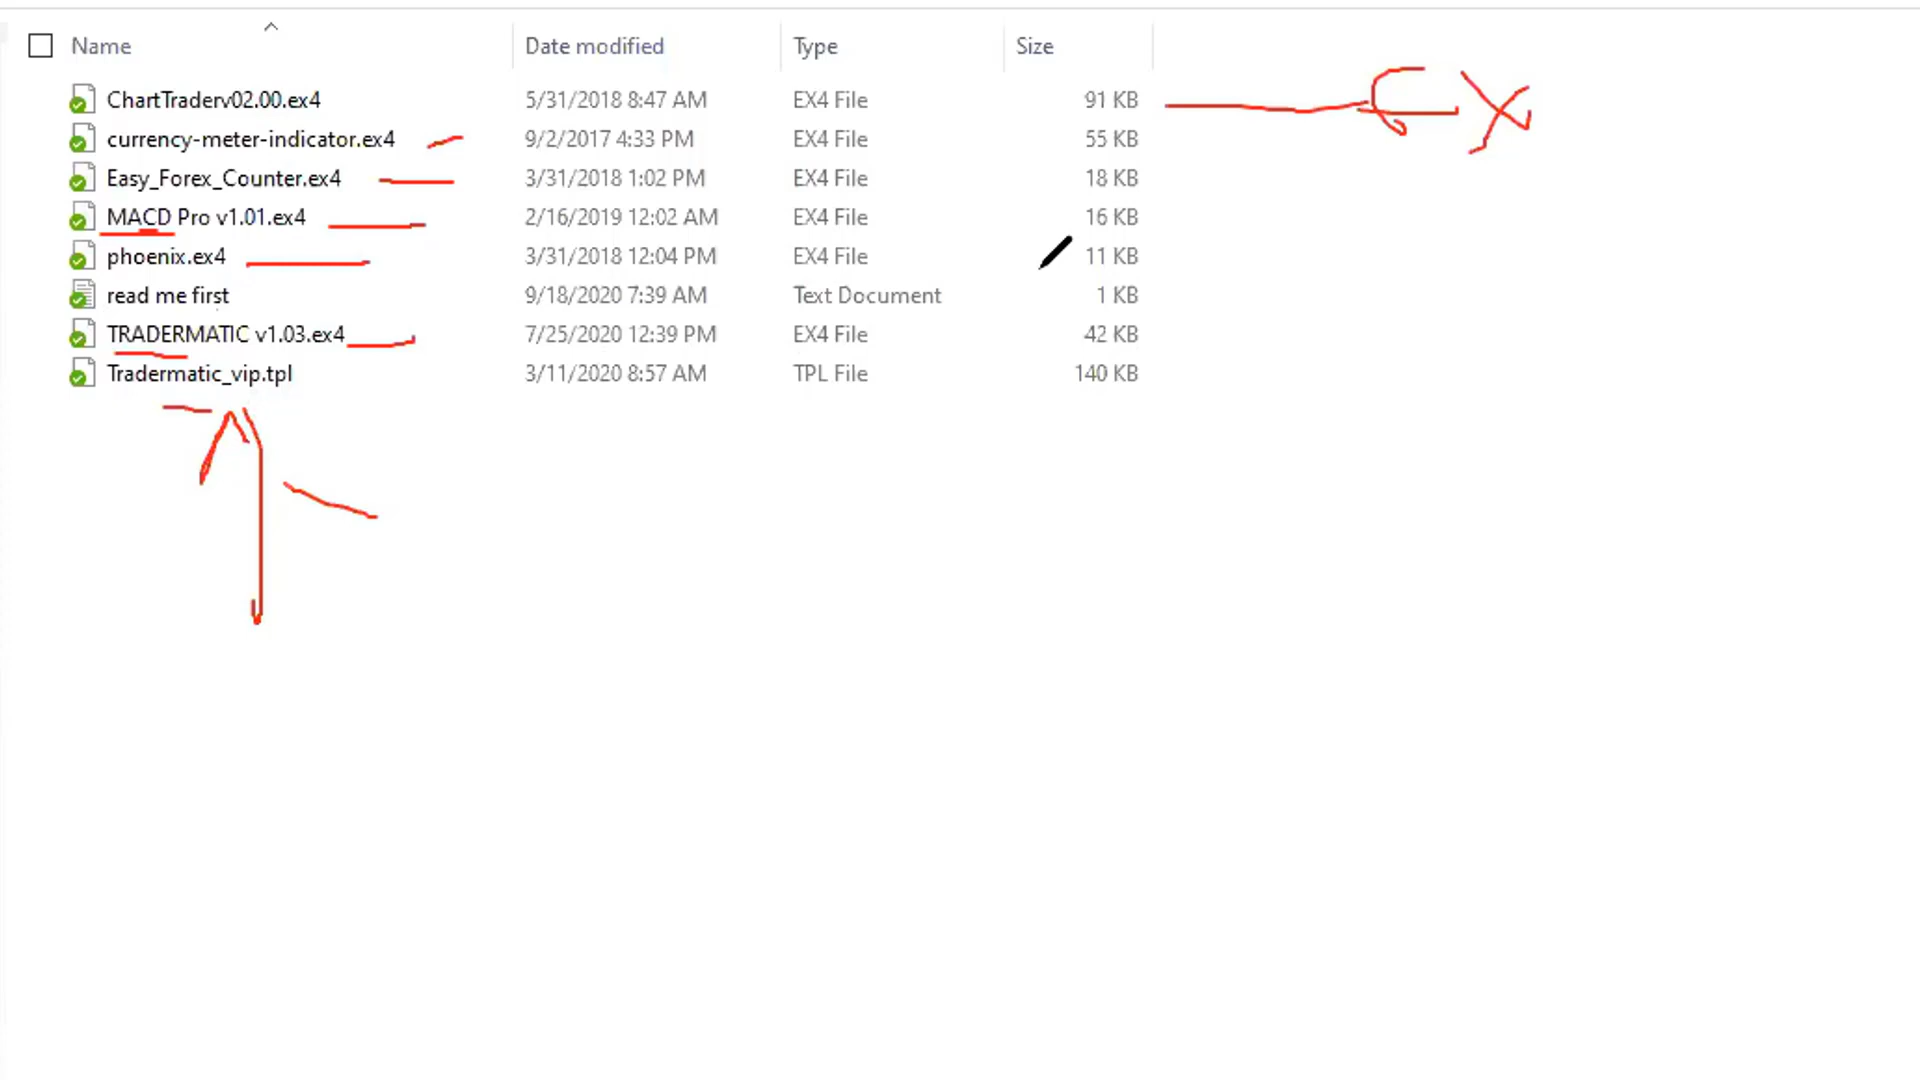 Name Date modified Type Size
ChartTraderv02.00.ex4 5/31/2018 8:47 AM EX4 File 91 KB EX
currency-meter-indicator.ex4 9/2/2017 4:33 PM EX4 File 55 KB
Easy_Forex_Counter.ex4 3/31/2018 1:02 PM EX4 File 18 KB
MACD Pro v1.01.ex4 2/16/2019 12:02 AM EX4 File 16 KB
phoenix.ex4 3/31/2018 12:04 PM EX4 File 11 KB
read me first 9/18/2020 7:39 AM Text Document 1 KB
TRADERMATIC v1.03.ex4 7/25/2020 12:39 PM EX4 File 42 KB
Tradermatic_vip.tpl 3/11/2020 8:57 AM TPL File 140 KB